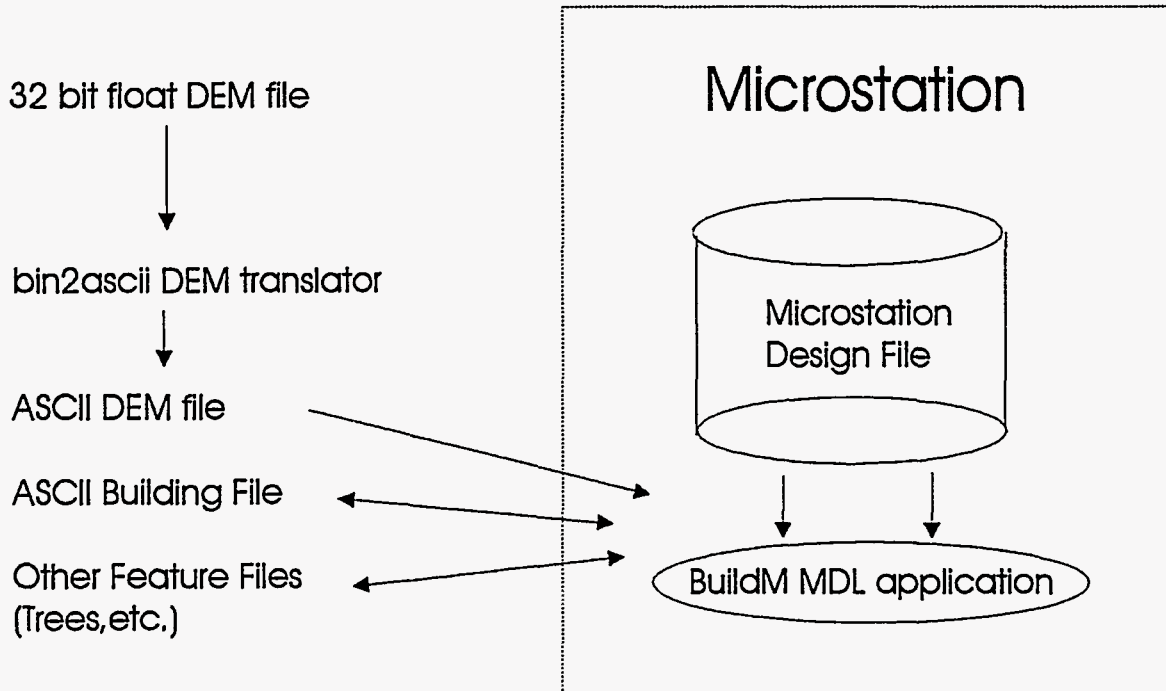 32 bit float DEM file
bin2ascii DEM translator
ASCII DEM file
ASCII Building File
Other Feature Files
(Trees,etc.)
Microstation
Microstation
Design File
BuildM MDL application